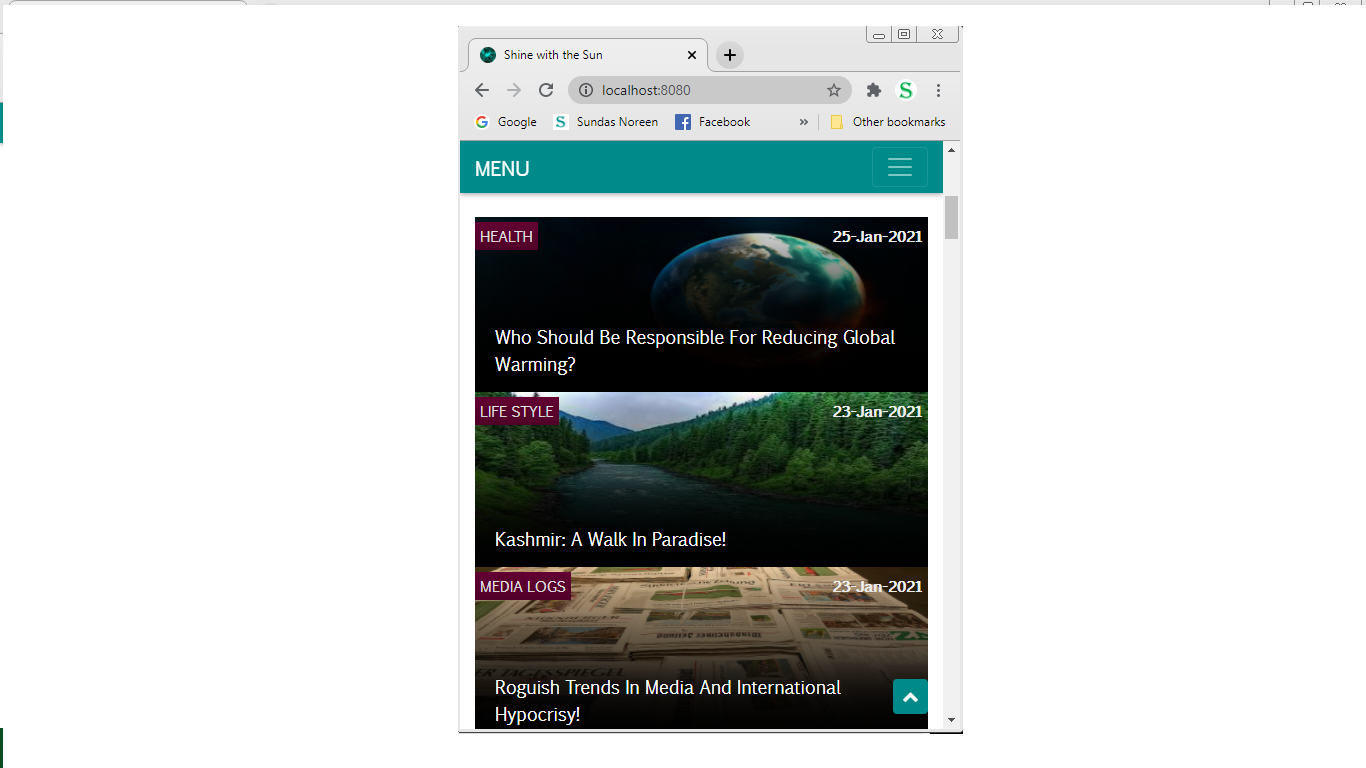 Shine with the Sun
localhost:8080
Google
Sundas Noreen
Facebook
Other bookmarks
MENU
HEALTH
25-Jan-2021
Who Should Be Responsible For Reducing Global
Warming?
LIFE STYLE
23-Jan-2021
Kashmir: A Walk In Paradise!
MEDIA LOGS
23-Jan-2021
Roguish Trends In Media And International
Hypocrisy!